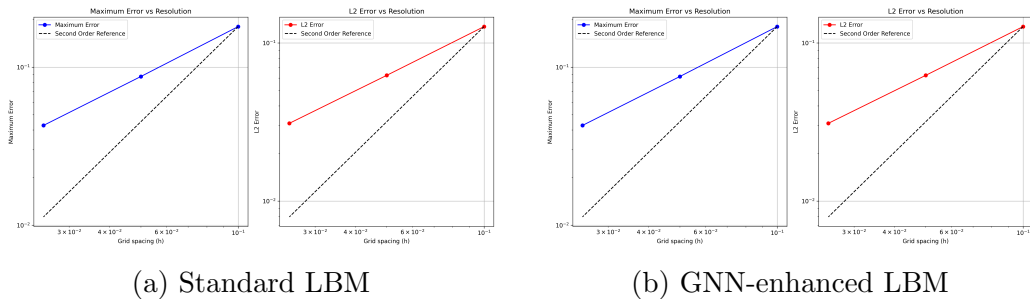 Maximum Error vs Resolution
Maximum Error
Second Order Reference
10⁻¹
10⁻²
Maximum Error
3 × 10⁻²
4 × 10⁻²
6 × 10⁻²
10⁻¹
Grid spacing (h)
L2 Error vs Resolution
L2 Error
Second Order Reference
10⁻¹
10⁻²
L2 Error
3 × 10⁻²
4 × 10⁻²
6 × 10⁻²
10⁻¹
Grid spacing (h)
(a) Standard LBM
Maximum Error vs Resolution
Maximum Error
Second Order Reference
10⁻¹
10⁻²
Maximum Error
3 × 10⁻²
4 × 10⁻²
6 × 10⁻²
10⁻¹
Grid spacing (h)
L2 Error vs Resolution
L2 Error
Second Order Reference
10⁻¹
10⁻²
L2 Error
3 × 10⁻²
4 × 10⁻²
6 × 10⁻²
10⁻¹
Grid spacing (h)
(b) GNN-enhanced LBM